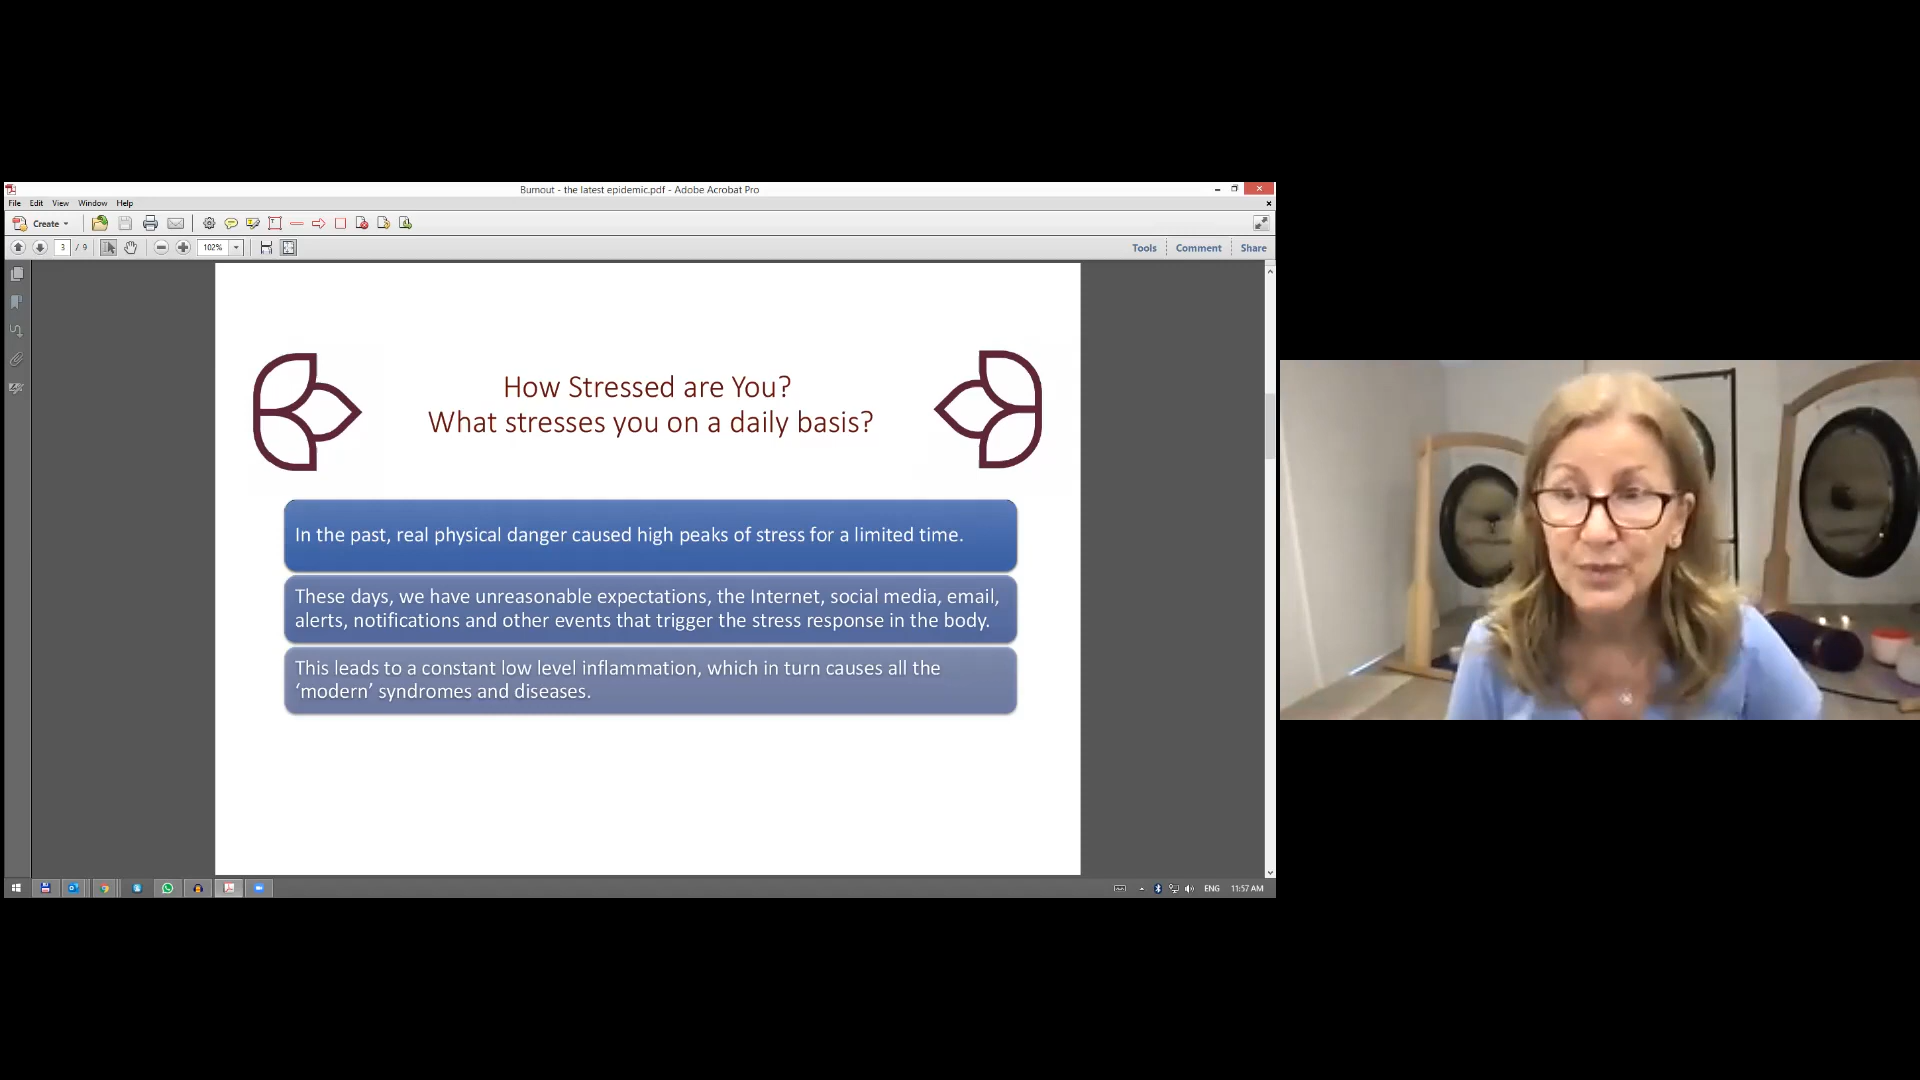 Burnout - the latest epidemic.pdf - Adobe Acrobat Pro
File Edit View Window Help
Create
3 / 9 102% Tools Comment Share
How Stressed are You?
What stresses you on a daily basis?
In the past, real physical danger caused high peaks of stress for a limited time.
These days, we have unreasonable expectations, the Internet, social media, email,
alerts, notifications and other events that trigger the stress response in the body.
This leads to a constant low level inflammation, which in turn causes all the
‘modern’ syndromes and diseases.
ENG 11:57 AM